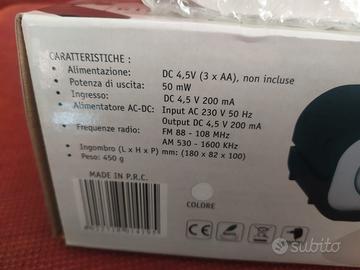 CARATTERISTICHE :
• Alimentazione: DC 4,5V (3 x AA), non incluse
• Potenza di uscita: 50 mW
• Ingresso: DC 4,5 V 200 mA
• Alimentatore AC-DC: Input AC 230 V 50 Hz
Output DC 4,5 V 200 mA
• Frequenze radio: FM 88 - 108 MHz
AM 530 - 1600 KHz
• Ingombro (L x H x P) mm: (180 x 82 x 100)
• Peso: 450 g
MADE IN P.R.C.
COLORE
CE
subito